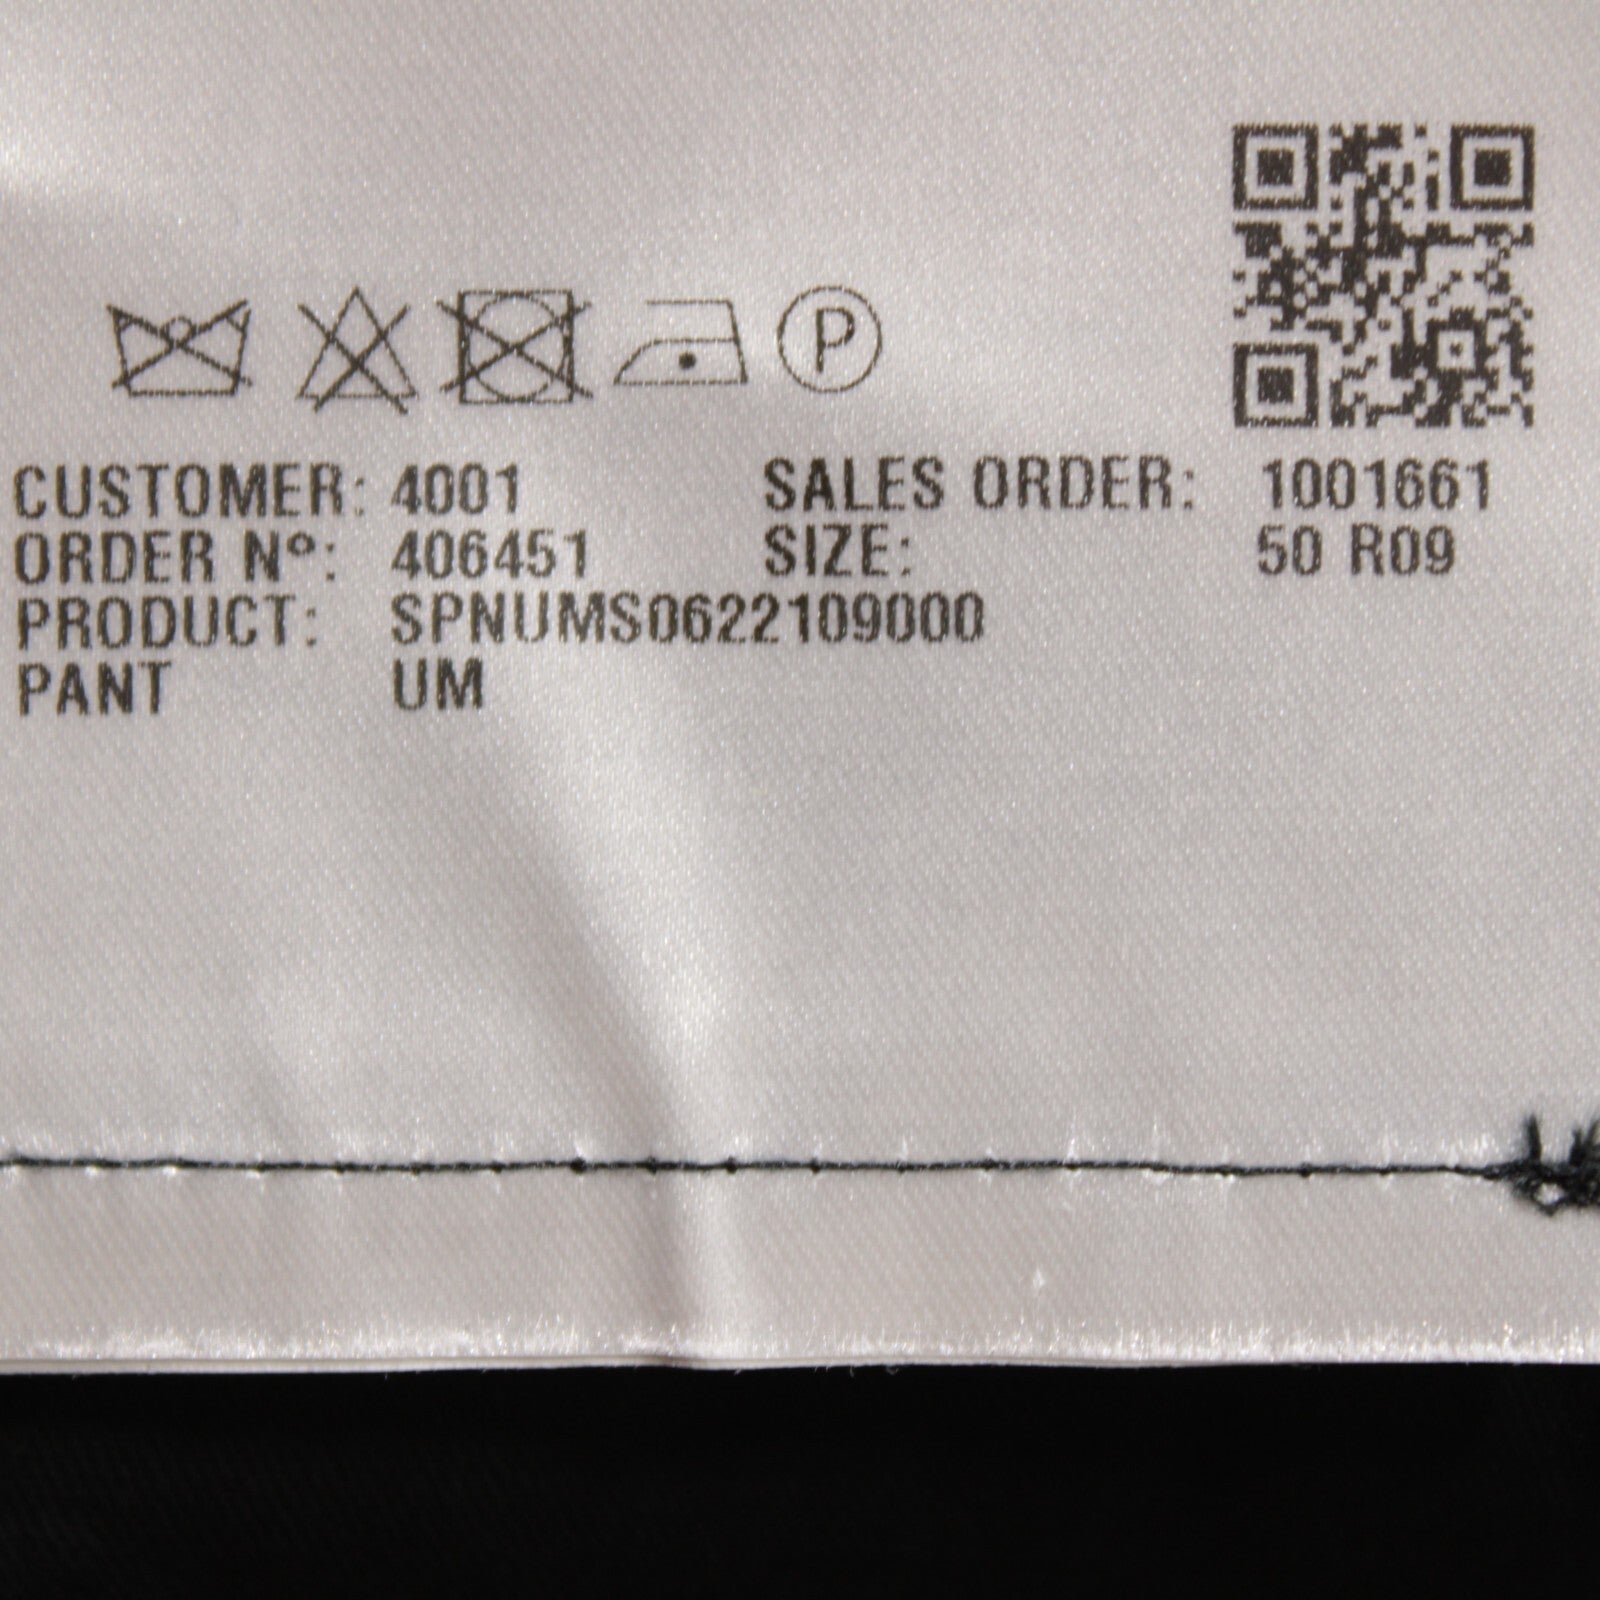 P
CUSTOMER: 4001 SALES ORDER: 1001661
ORDER Nº: 406451 SIZE: 50 R09
PRODUCT: SPNUMS0622109000
PANT UM